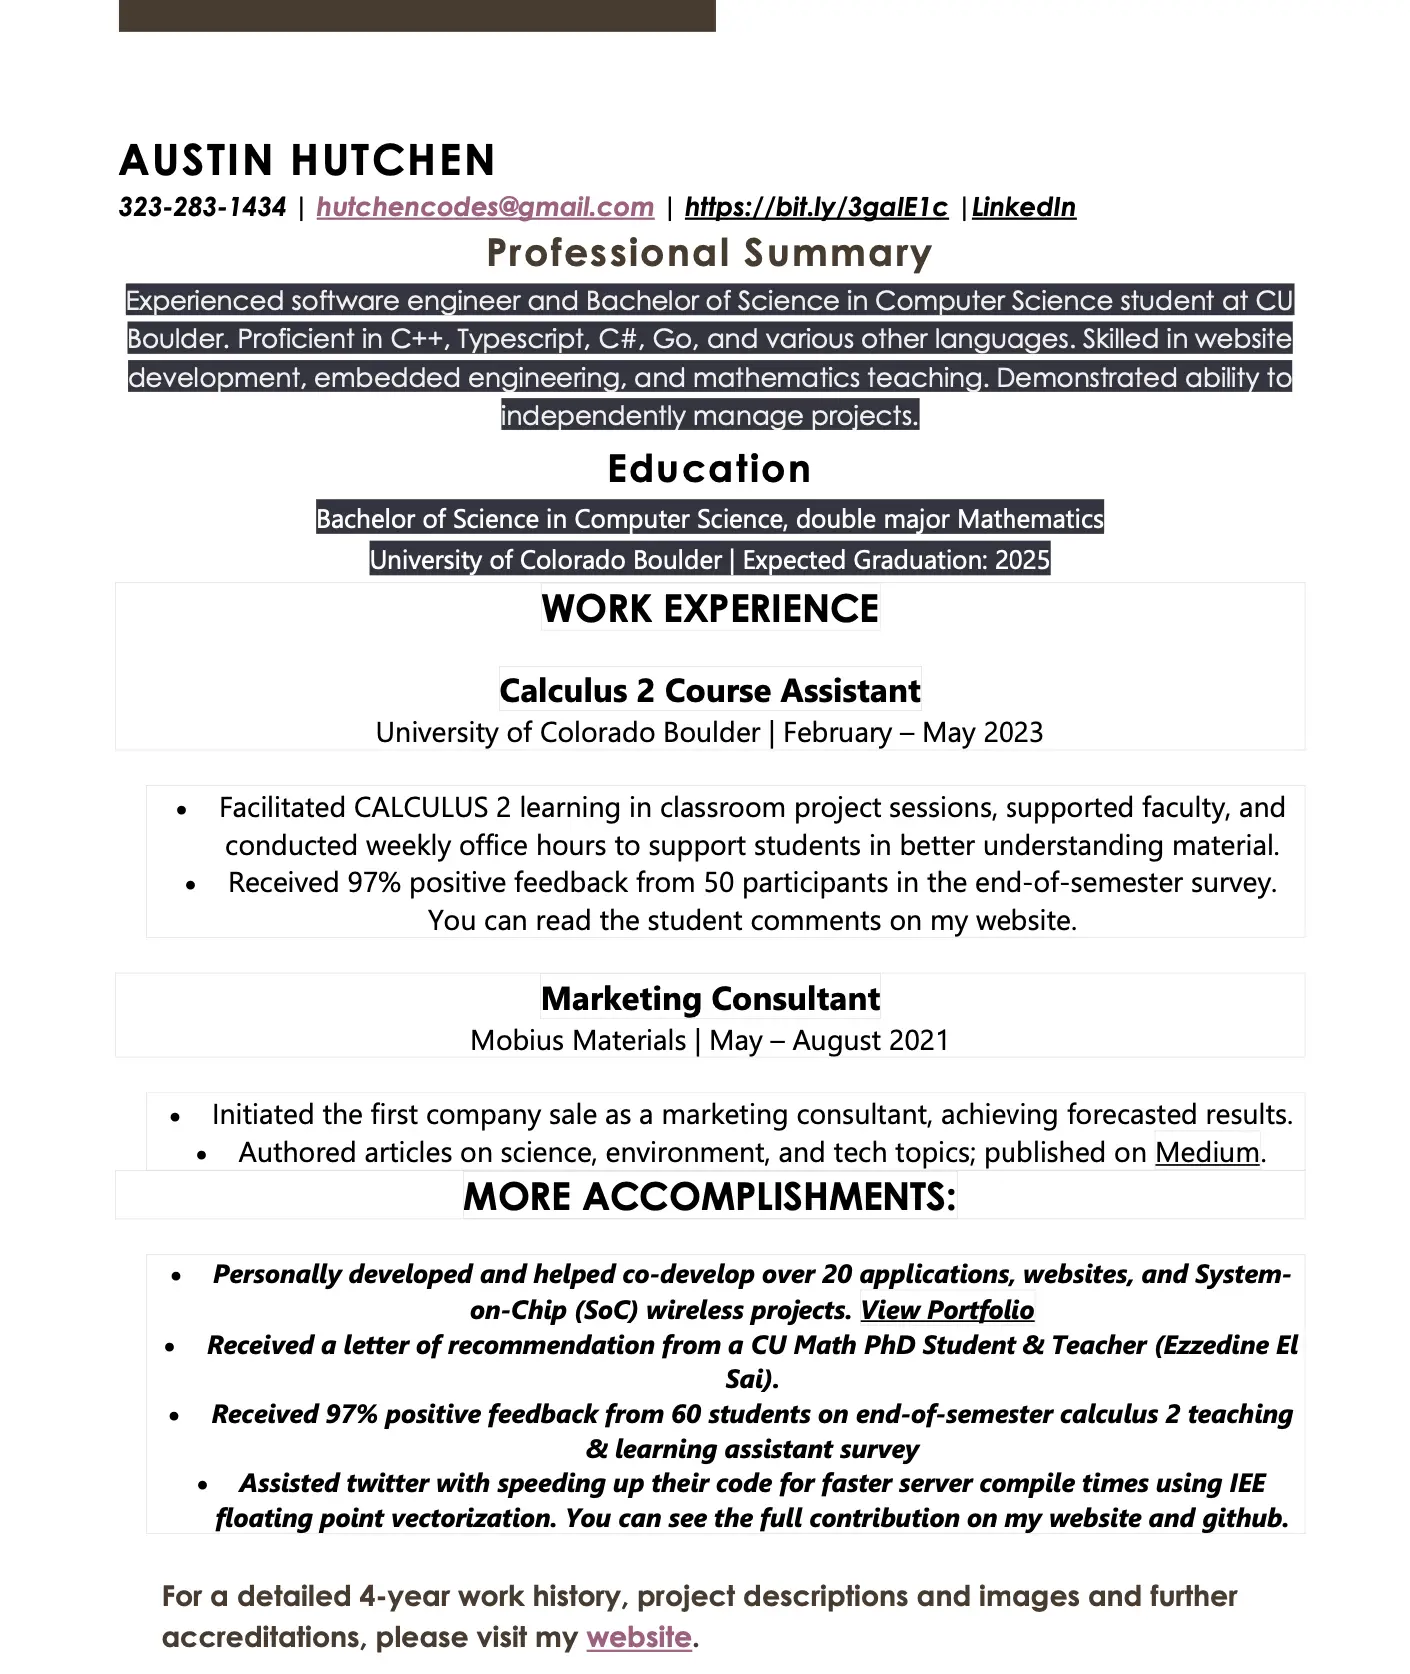 AUSTIN HUTCHEN
323-283-1434 | hutchencodes@gmail.com | https://bit.ly/3gaIE1c |LinkedIn
Professional Summary
Experienced software engineer and Bachelor of Science in Computer Science student at CU
Boulder. Proficient in C++, Typescript, C#, Go, and various other languages. Skilled in website
development, embedded engineering, and mathematics teaching. Demonstrated ability to
independently manage projects.
Education
Bachelor of Science in Computer Science, double major Mathematics
University of Colorado Boulder | Expected Graduation: 2025
WORK EXPERIENCE
Calculus 2 Course Assistant
University of Colorado Boulder | February – May 2023
• Facilitated CALCULUS 2 learning in classroom project sessions, supported faculty, and
conducted weekly office hours to support students in better understanding material.
• Received 97% positive feedback from 50 participants in the end-of-semester survey.
You can read the student comments on my website.
Marketing Consultant
Mobius Materials | May – August 2021
• Initiated the first company sale as a marketing consultant, achieving forecasted results.
• Authored articles on science, environment, and tech topics; published on Medium.
MORE ACCOMPLISHMENTS:
• Personally developed and helped co-develop over 20 applications, websites, and System-
on-Chip (SoC) wireless projects. View Portfolio
• Received a letter of recommendation from a CU Math PhD Student & Teacher (Ezzedine El
Sai).
• Received 97% positive feedback from 60 students on end-of-semester calculus 2 teaching
& learning assistant survey
• Assisted twitter with speeding up their code for faster server compile times using IEE
floating point vectorization. You can see the full contribution on my website and github.
For a detailed 4-year work history, project descriptions and images and further
accreditations, please visit my website.